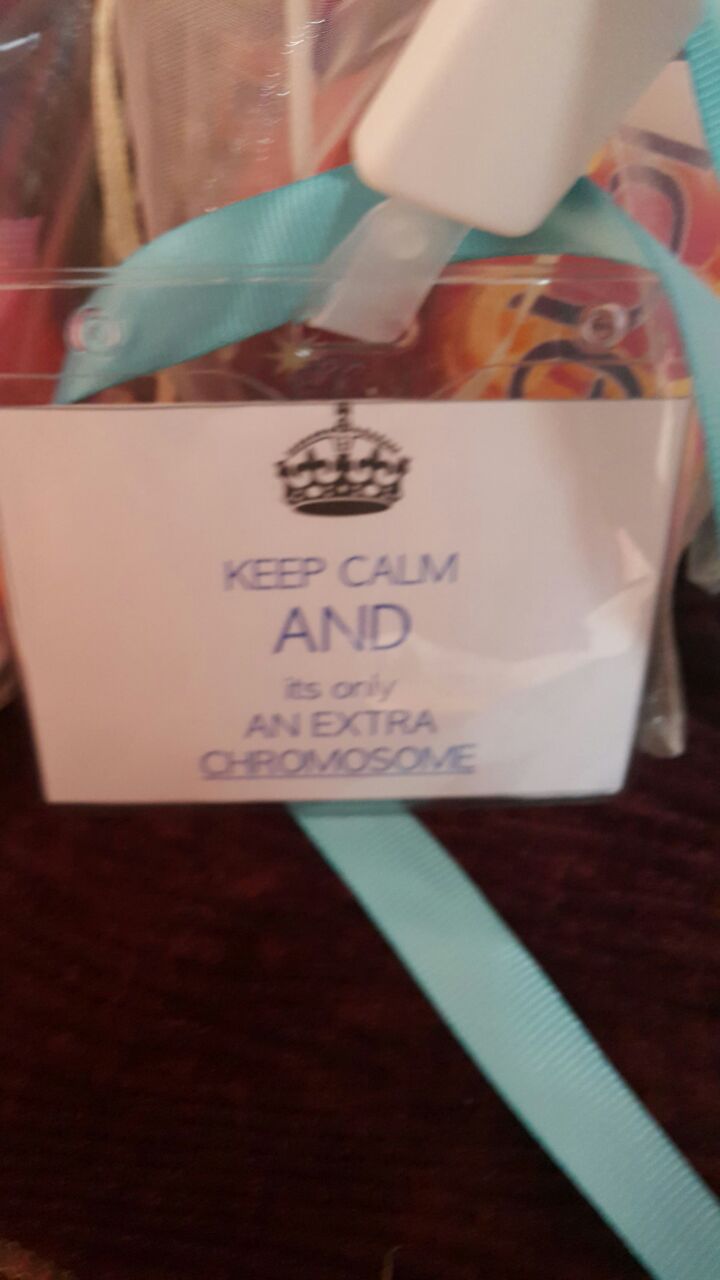 KEEP CALM
AND
its only
AN EXTRA
CHROMOSOME